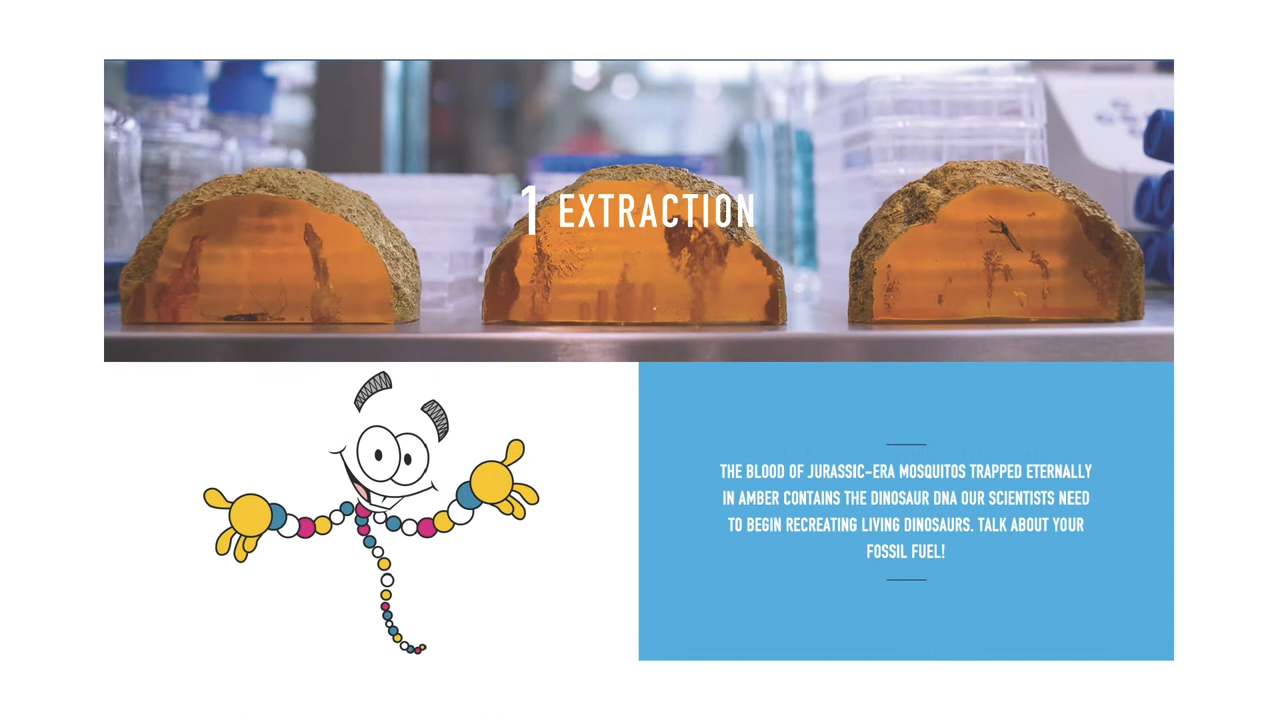 1 EXTRACTION
THE BLOOD OF JURASSIC-ERA MOSQUITOS TRAPPED ETERNALLY
IN AMBER CONTAINS THE DINOSAUR DNA OUR SCIENTISTS NEED
TO BEGIN RECREATING LIVING DINOSAURS. TALK ABOUT YOUR
FOSSIL FUEL!